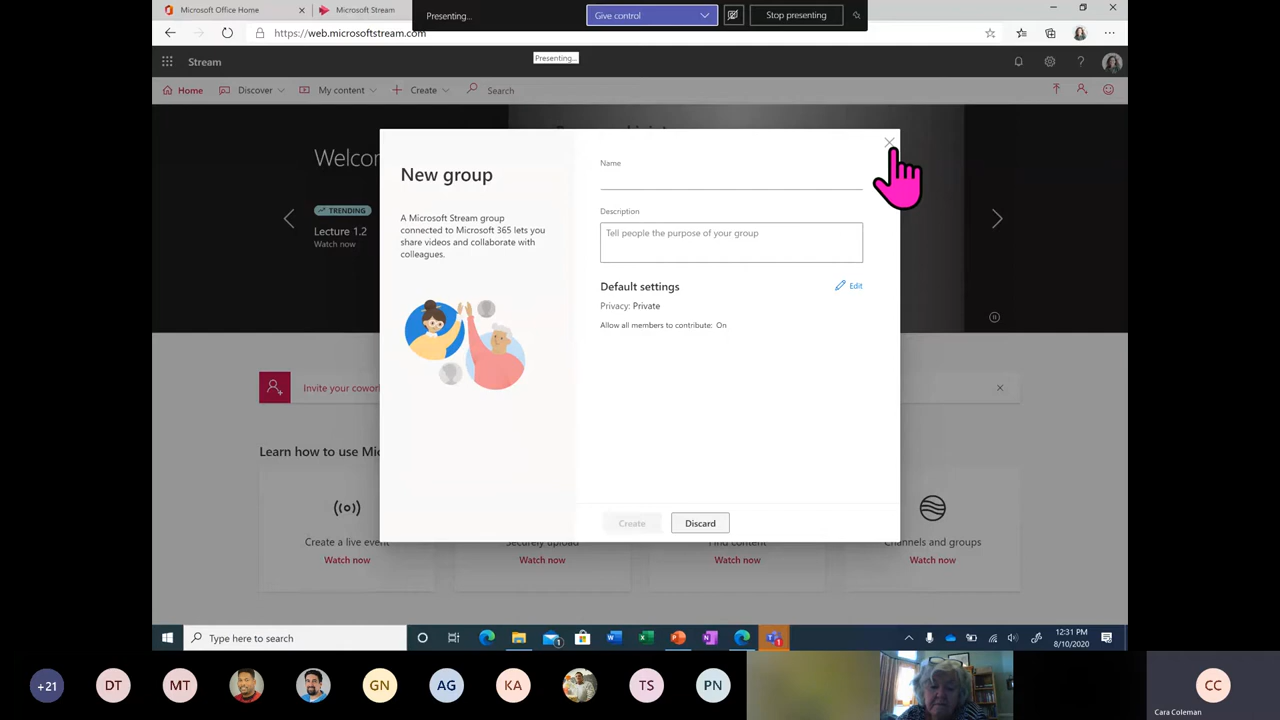 Microsoft Office Home
Microsoft Stream
Presenting...
Give control
Stop presenting
https://web.microsoftstream.com
Presenting...
Stream
Home
Discover
My content
Create
Search
Welcom
TRENDING
Lecture 1.2
Watch now
New group
A Microsoft Stream group
connected to Microsoft 365 lets you
share videos and collaborate with
colleagues.
Name
Description
Tell people the purpose of your group
Default settings
Edit
Privacy: Private
Allow all members to contribute: On
Create
Discard
Invite your cowor
Learn how to use Mi
Create a live event
Watch now
Securely upload
Watch now
Find content
Watch now
Channels and groups
Watch now
Type here to search
12:31 PM
8/10/2020
+21
DT
MT
GN
AG
KA
TS
PN
CC
Cara Coleman